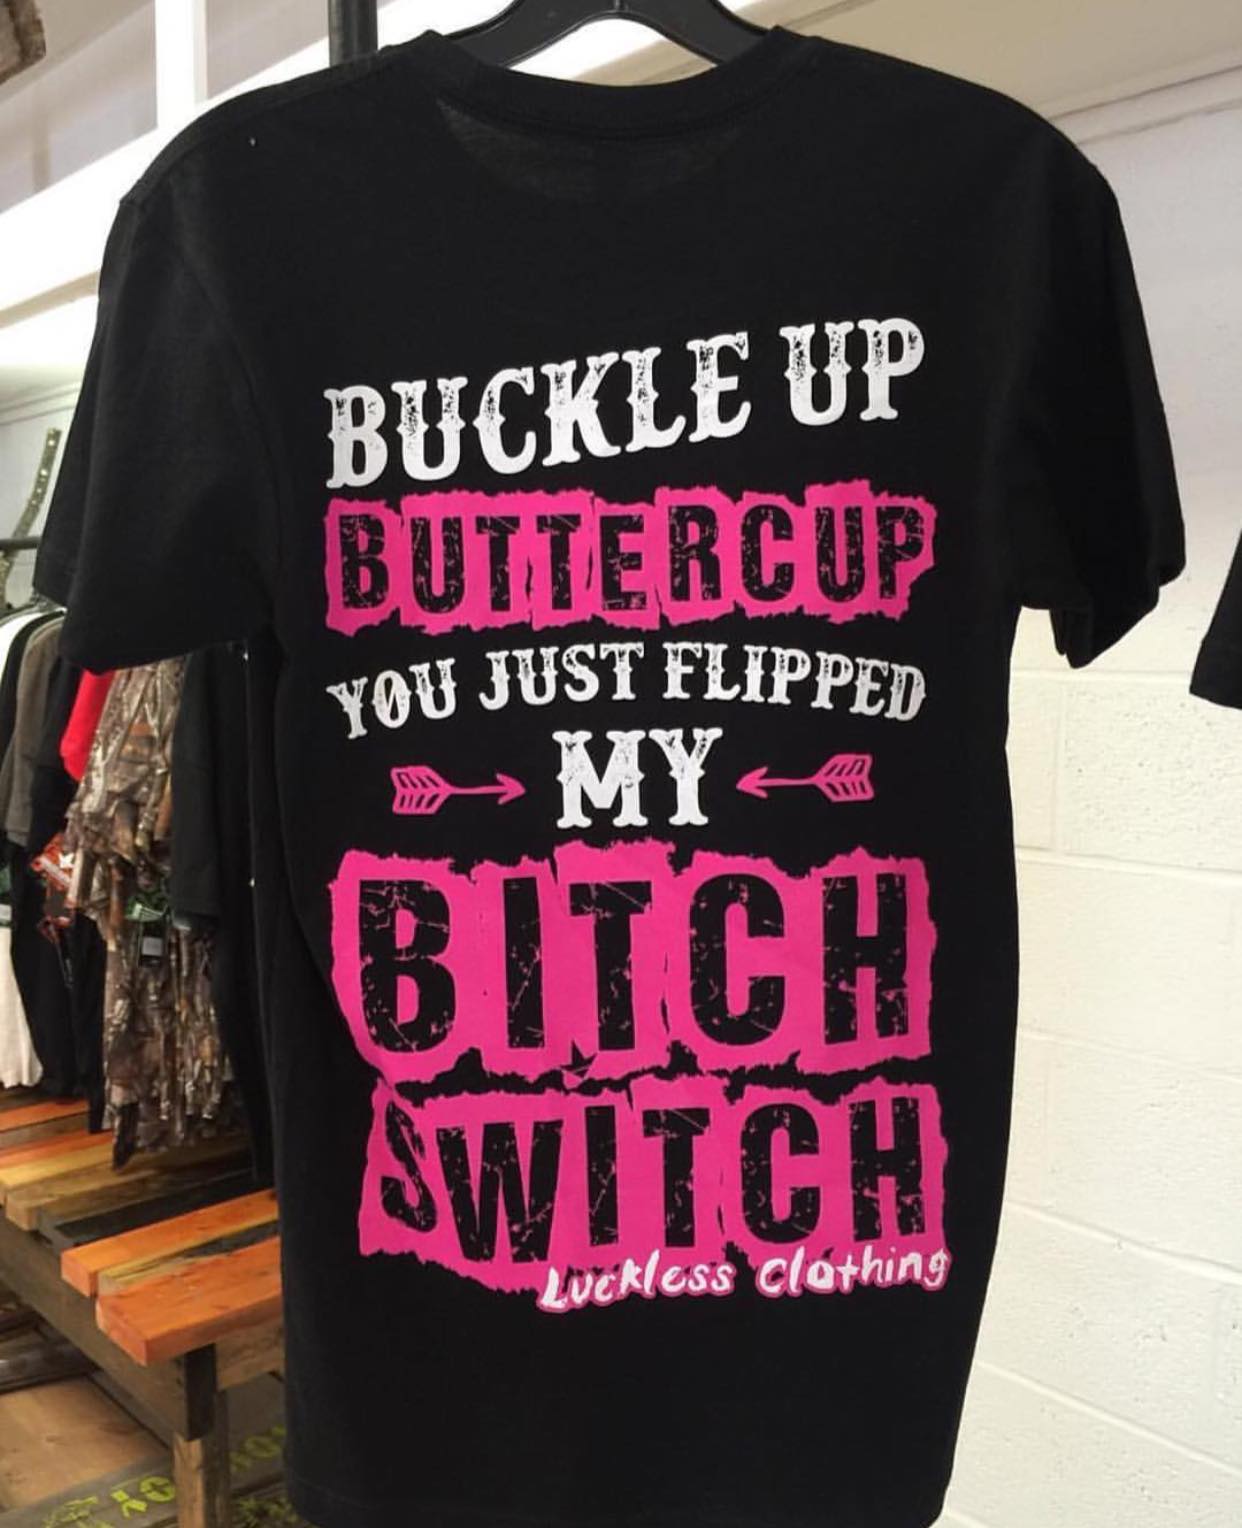 BUCKLE UP
BUTTERCUP
YOU JUST FLIPPED
MY
BITCH
SWITCH
Luckless Clothing